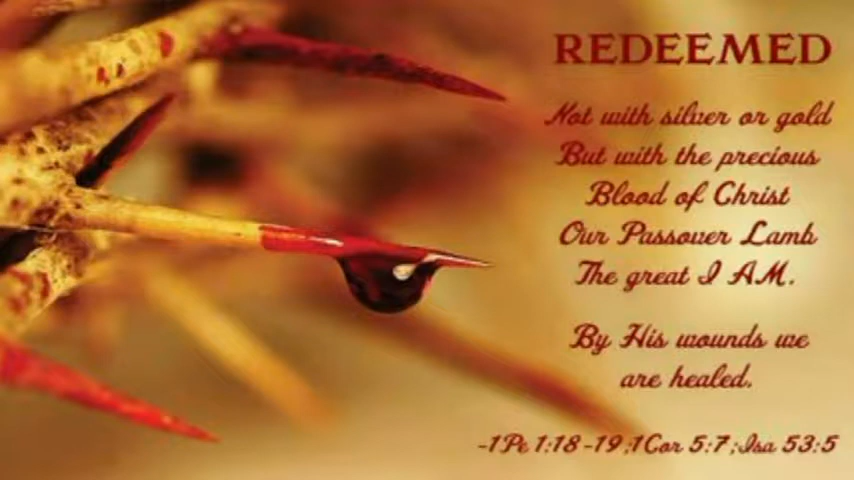 REDEEMED
Not with silver or gold
But with the precious
Blood of Christ
Our Passover Lamb
The great I AM.
By His wounds we
are healed.
-1Pe 1:18-19;1Cor 5:7;Isa 53:5